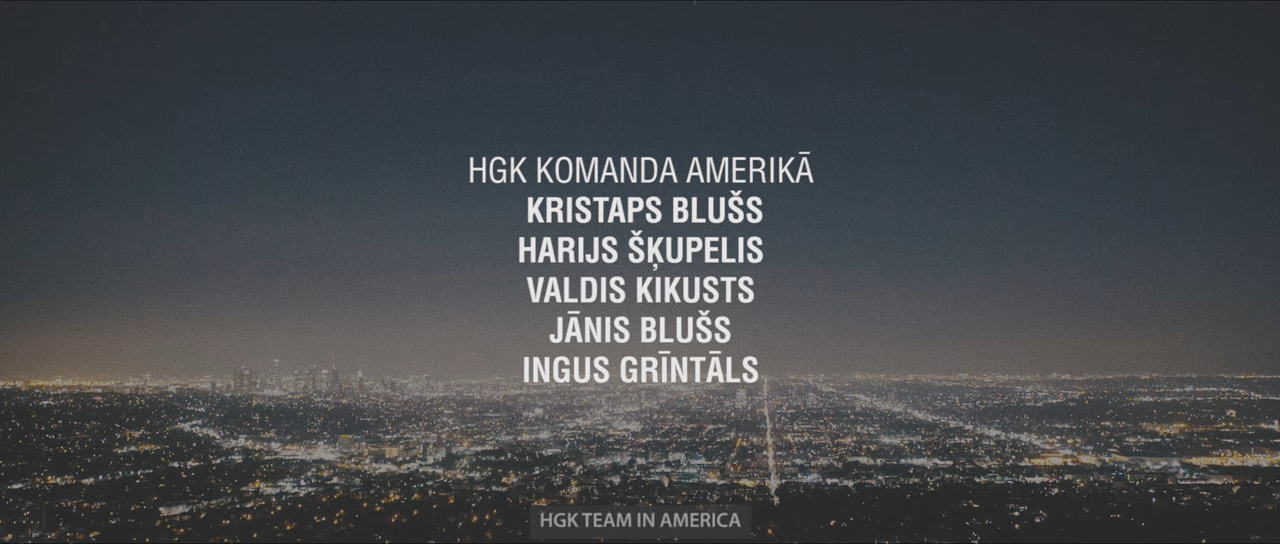 HGK KOMANDA AMERIKĀ
KRISTAPS BLUŠS
HARIJS ŠĶUPELIS
VALDIS KIKUSTS
JĀNIS BLUŠS
INGUS GRĪNTĀLS
HGK TEAM IN AMERICA